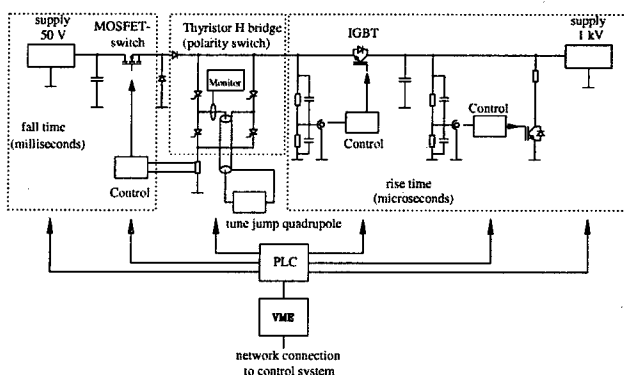 supply
50 V
MOSFET-
switch
Thyristor H bridge
(polarity switch)
IGBT
supply
1 kV
Monitor
Control
Control
fall time
(milliseconds)
Control
rise time
(microseconds)
tune jump quadrupole
PLC
VME
network connection
to control system